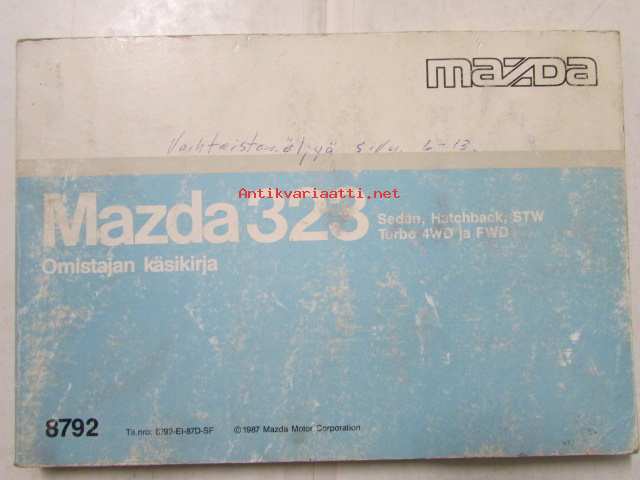 mazda
Vaihteistoöljyä sivu 6-13.
Antikvariaatti.net
Mazda 323 Sedan, Hatchback, STW
Turbo 4WD ja FWD
Omistajan käsikirja
8792 Til.nro: 8792-EI-87D-SF © 1987 Mazda Motor Corporation